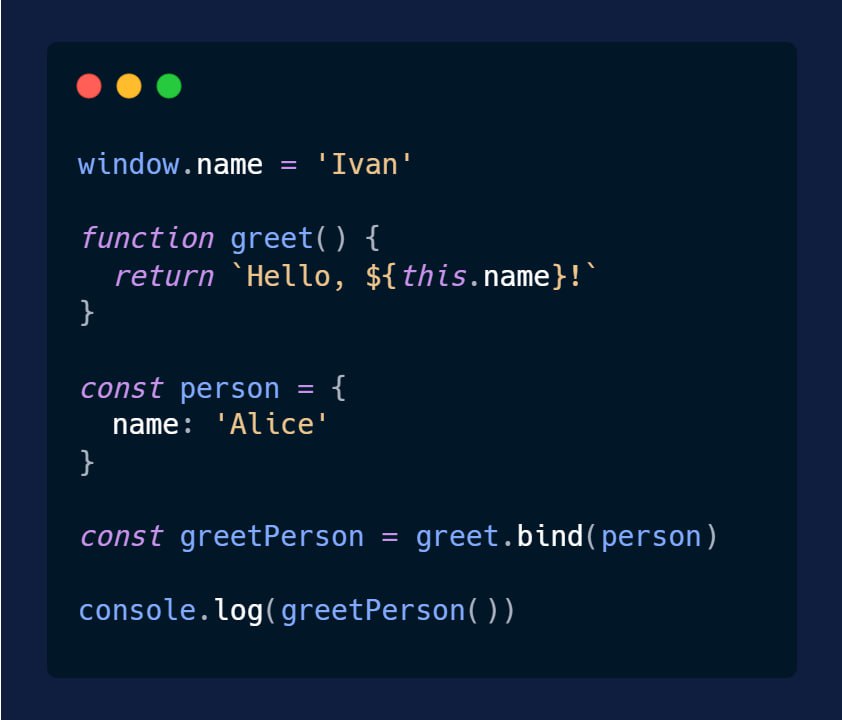 window.name = 'Ivan'
function greet() {
  return `Hello, ${this.name}!`
}
const person = {
  name: 'Alice'
}
const greetPerson = greet.bind(person)
console.log(greetPerson())